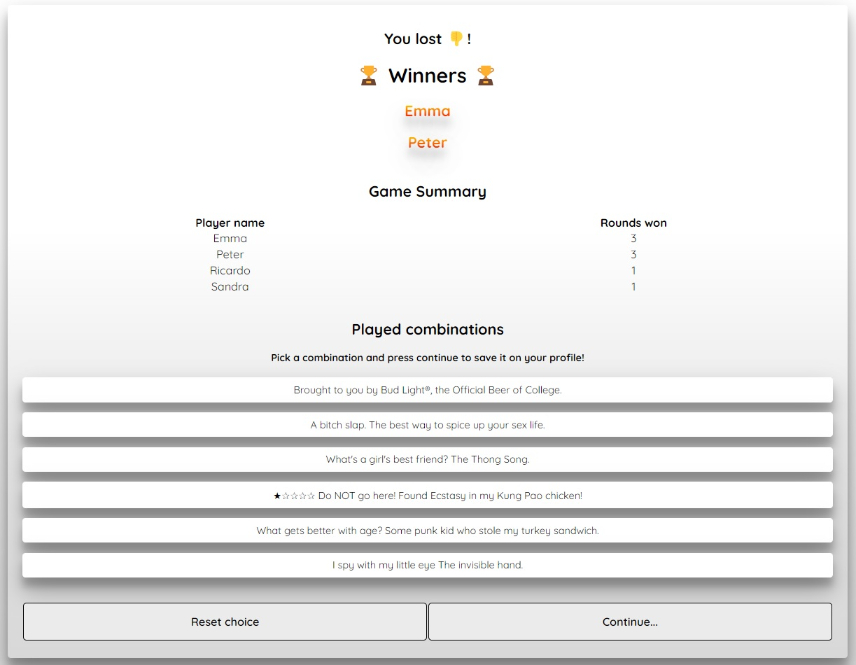 You lost 👎!
🏆 Winners 🏆
Emma
Peter
Game Summary
Player name Rounds won
Emma 3
Peter 3
Ricardo 1
Sandra 1
Played combinations
Pick a combination and press continue to save it on your profile!
Brought to you by Bud Light®, the Official Beer of College.
A bitch slap. The best way to spice up your sex life.
What's a girl's best friend? The Thong Song.
★☆☆☆☆ Do NOT go here! Found Ecstasy in my Kung Pao chicken!
What gets better with age? Some punk kid who stole my turkey sandwich.
I spy with my little eye The invisible hand.
Reset choice Continue...